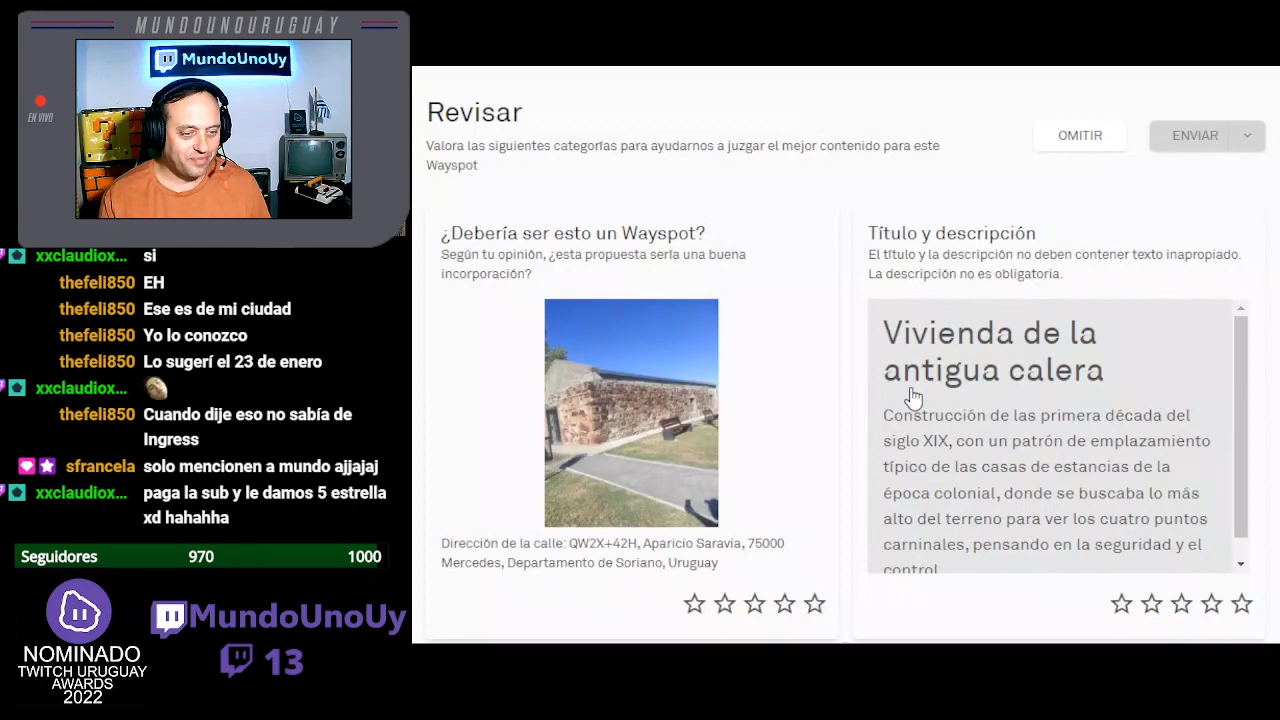 MUNDOUNOURUGUAY
MundoUnoUy
EN VIVO
xxclaudiox... si
thefeli850 EH
thefeli850 Ese es de mi ciudad
thefeli850 Yo lo conozco
thefeli850 Lo sugerí el 23 de enero
xxclaudiox...
thefeli850 Cuando dije eso no sabía de
Ingress
sfrancela solo mencionen a mundo ajjajaj
xxclaudiox... paga la sub y le damos 5 estrella
xd hahahha
Seguidores 970 1000
NOMINADO
TWITCH URUGUAY
AWARDS
2022
MundoUnoUy
13
Revisar
Valora las siguientes categorías para ayudarnos a juzgar el mejor contenido para este
Wayspot
OMITIR
ENVIAR
¿Debería ser esto un Wayspot?
Según tu opinión, ¿esta propuesta sería una buena
incorporación?
Dirección de la calle: QW2X+42H, Aparicio Saravia, 75000
Mercedes, Departamento de Soriano, Uruguay
Título y descripción
El título y la descripción no deben contener texto inapropiado.
La descripción no es obligatoria.
Vivienda de la
antigua calera
Construcción de las primera década del
siglo XIX, con un patrón de emplazamiento
típico de las casas de estancias de la
época colonial, donde se buscaba lo más
alto del terreno para ver los cuatro puntos
carninales, pensando en la seguridad y el
control